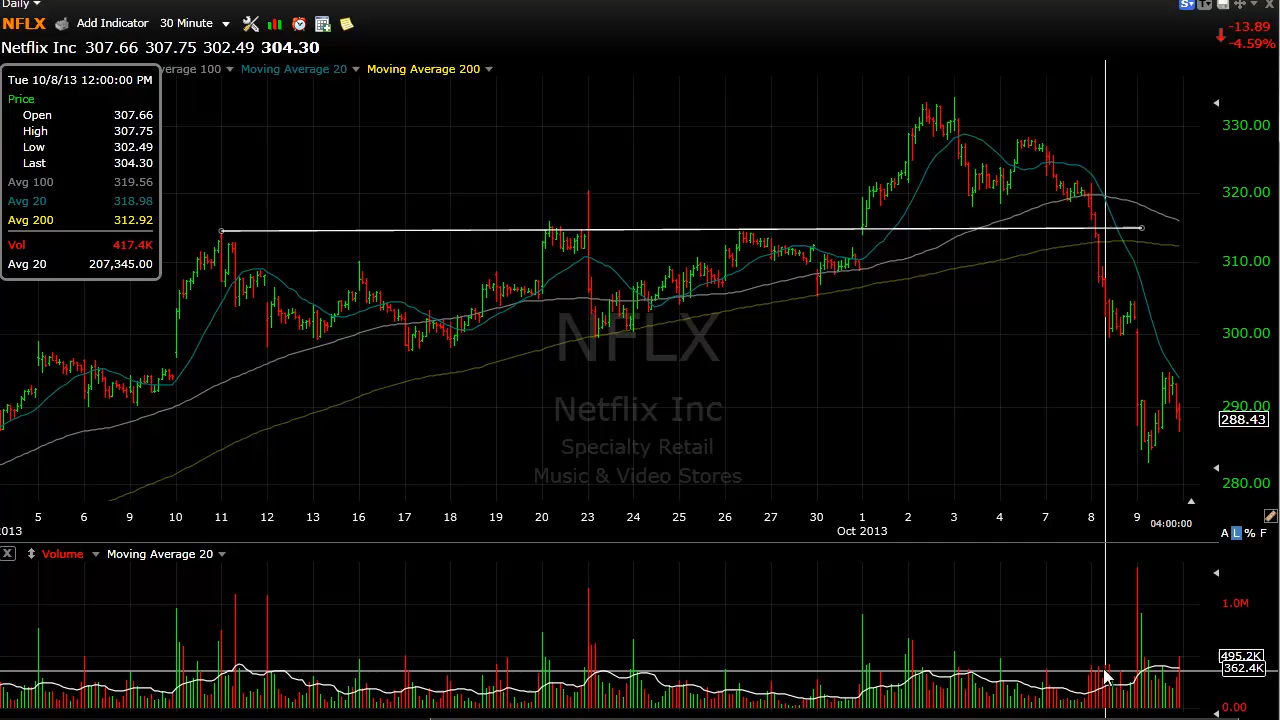 Daily
NFLX Add Indicator 30 Minute
Netflix Inc 307.66 307.75 302.49 304.30
-13.89
-4.59%
verage 100 Moving Average 20 Moving Average 200
Tue 10/8/13 12:00:00 PM
Price
Open 307.66
High 307.75
Low 302.49
Last 304.30
Avg 100 319.56
Avg 20 318.98
Avg 200 312.92
Vol 417.4K
Avg 20 207,345.00
330.00
320.00
310.00
300.00
290.00
288.43
280.00
NFLX
Netflix Inc
Specialty Retail
Music & Video Stores
5 6 9 10 11 12 13 16 17 18 19 20 23 24 25 26 27 30 1 2 3 4 7 8 9 04:00:00
2013 Oct 2013
A L % F
X Volume Moving Average 20
1.0M
495.2K
362.4K
0.00